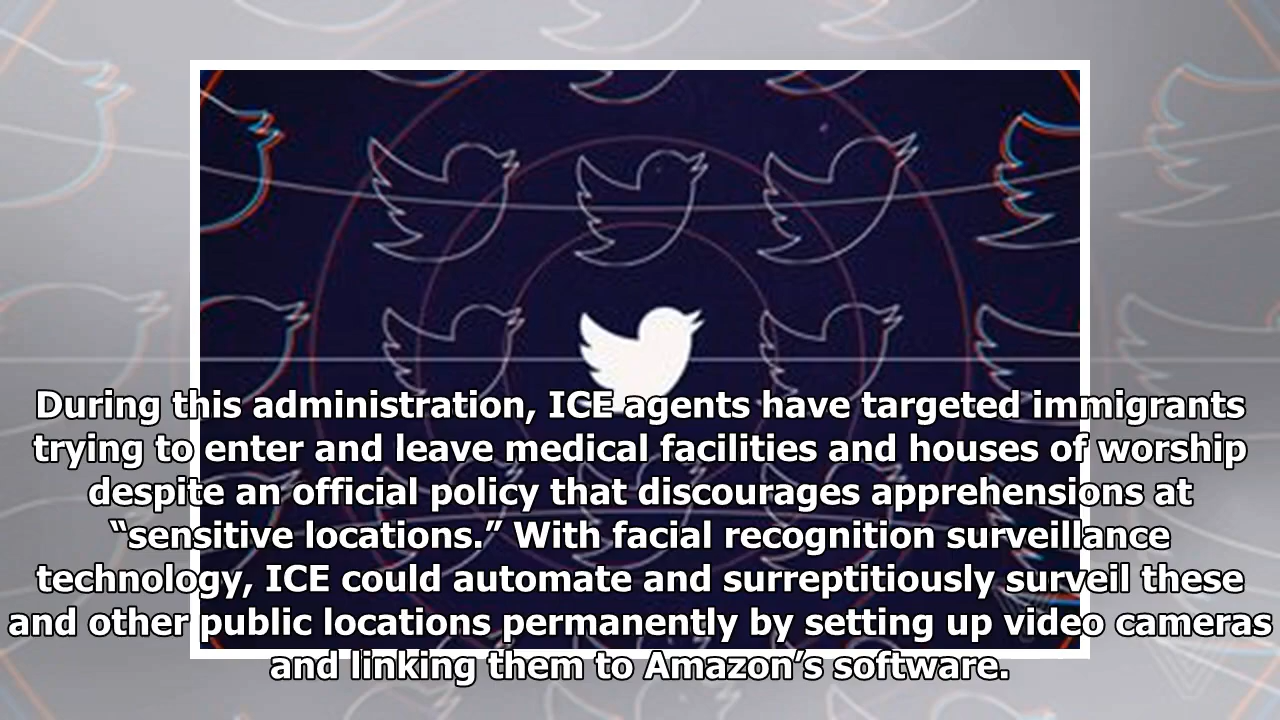 During this administration, ICE agents have targeted immigrants
trying to enter and leave medical facilities and houses of worship
despite an official policy that discourages apprehensions at
“sensitive locations.” With facial recognition surveillance
technology, ICE could automate and surreptitiously surveil these
and other public locations permanently by setting up video cameras
and linking them to Amazon’s software.